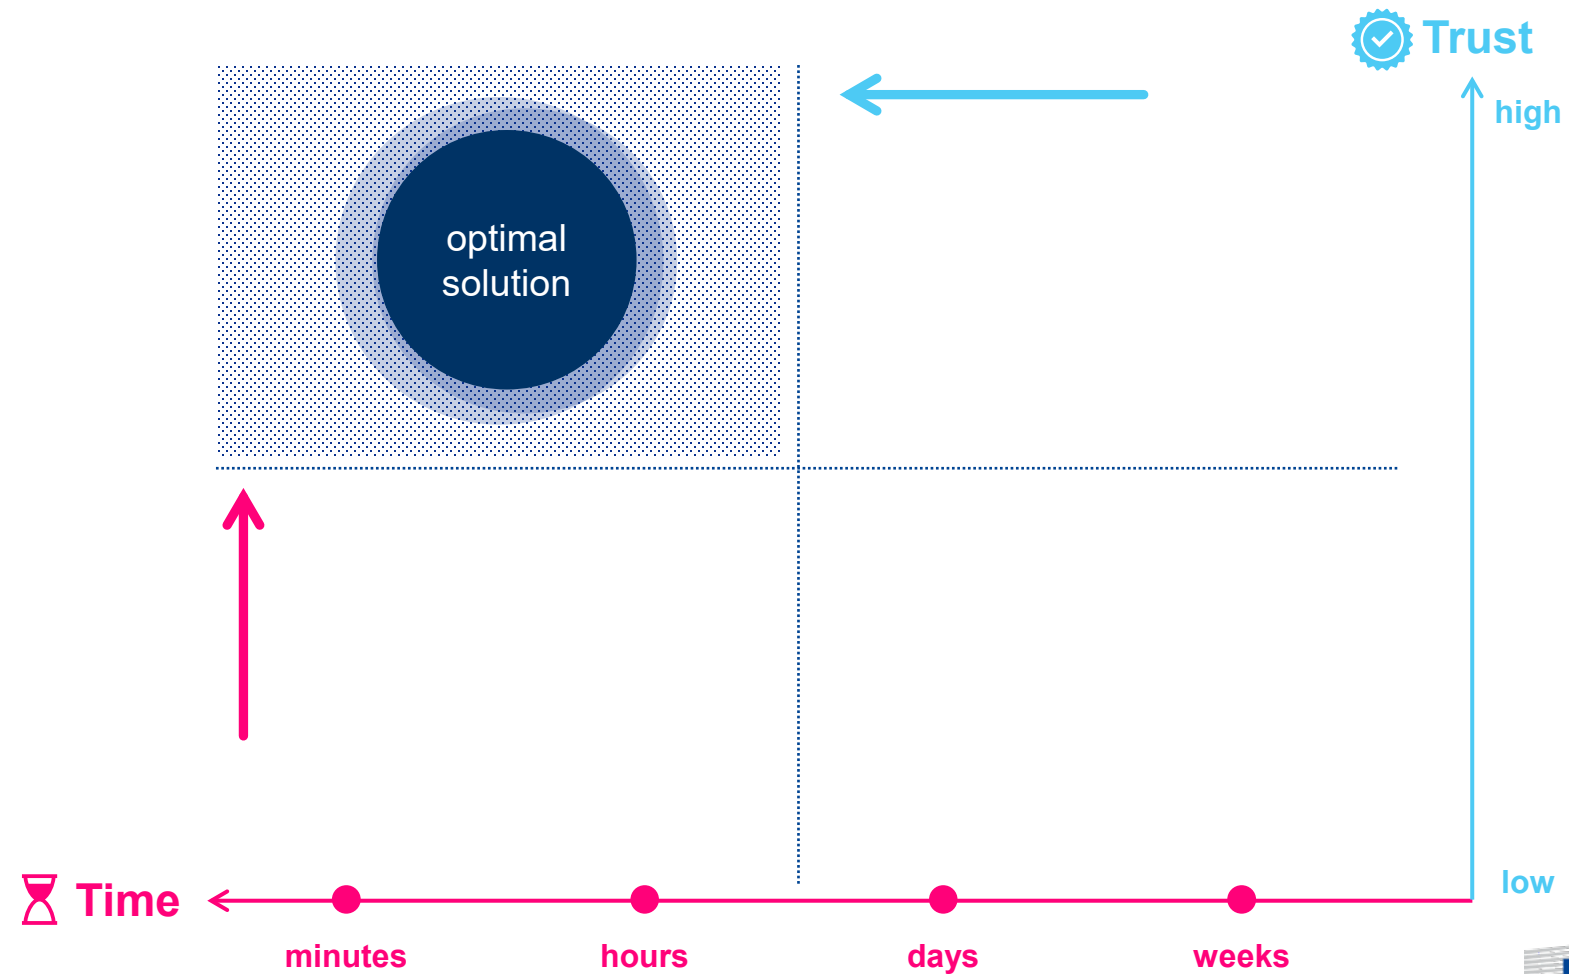 Trust
high
optimal
solution
low
Time
minutes
hours
days
weeks